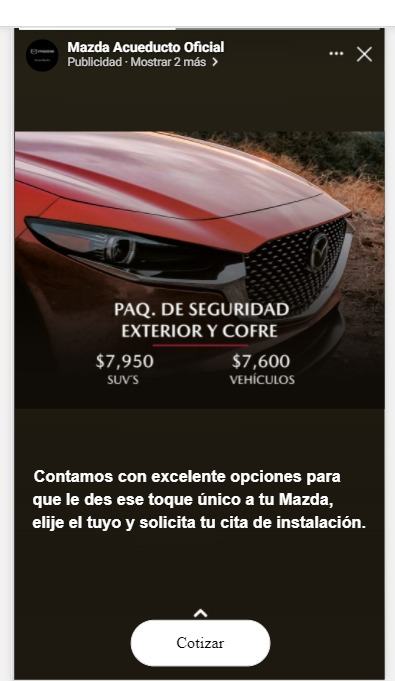 Mazda Acueducto Oficial
Publicidad · Mostrar 2 más
PAQ. DE SEGURIDAD
EXTERIOR Y COFRE
$7,950 $7,600
SUV'S VEHÍCULOS
Contamos con excelente opciones para
que le des ese toque único a tu Mazda,
elije el tuyo y solicita tu cita de instalación.
Cotizar